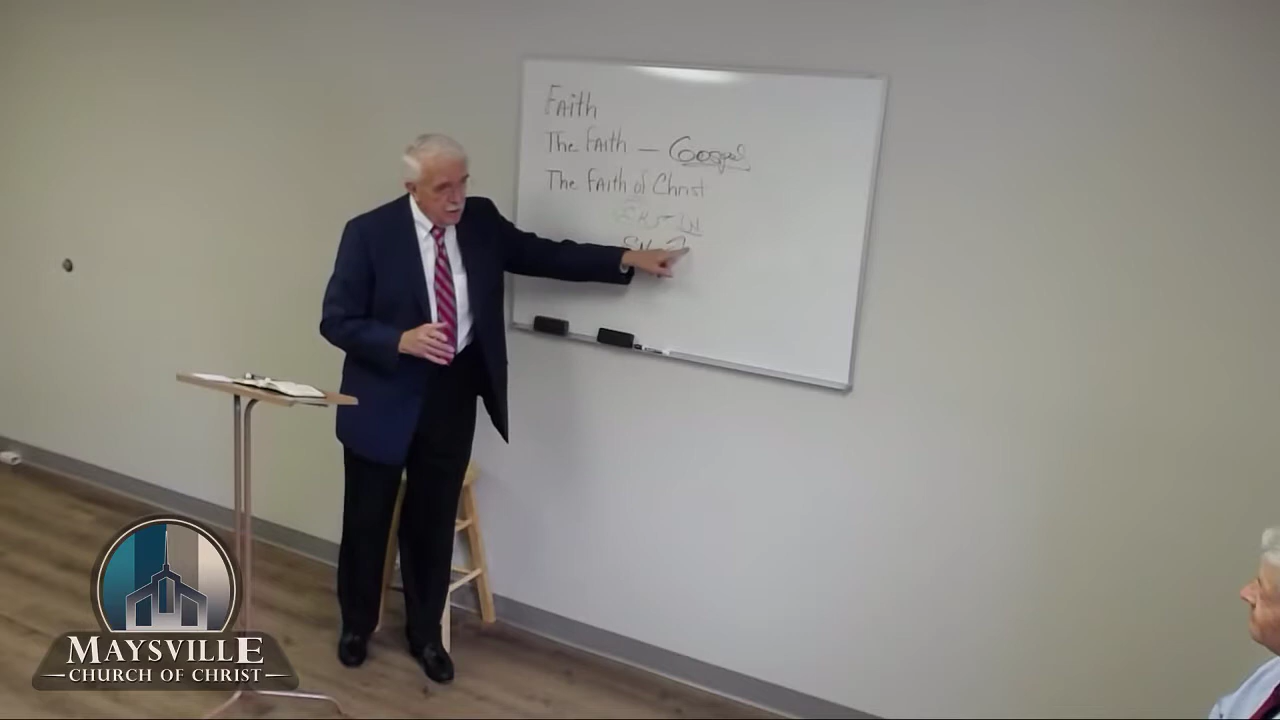 Faith
The Faith — Gospel
The Faith of Christ
MAYSVILLE
CHURCH OF CHRIST